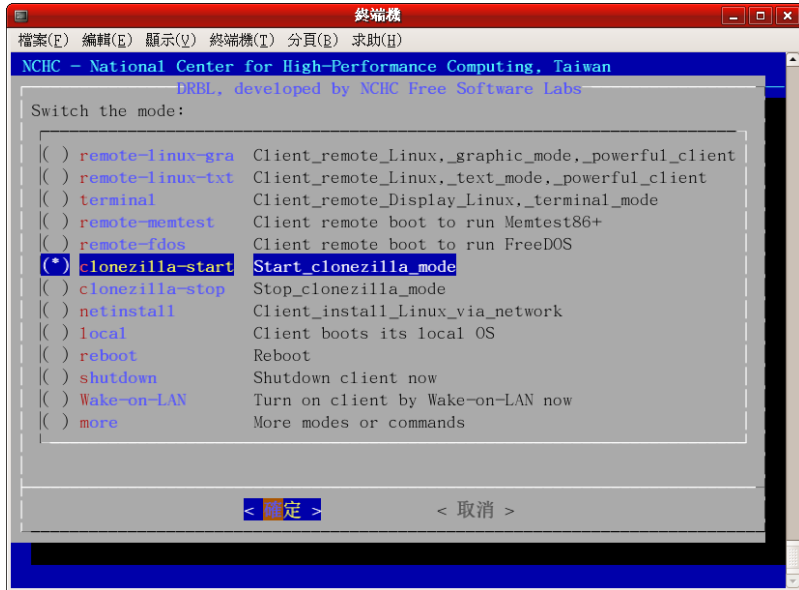 終端機
檔案(F) 編輯(E) 顯示(V) 終端機(T) 分頁(B) 求助(H)
NCHC - National Center for High-Performance Computing, Taiwan
DRBL, developed by NCHC Free Software Labs
Switch the mode:
( ) remote-linux-gra Client_remote_Linux,_graphic_mode,_powerful_client
( ) remote-linux-txt Client_remote_Linux,_text_mode,_powerful_client
( ) terminal Client_remote_Display_Linux,_terminal_mode
( ) remote-memtest Client remote boot to run Memtest86+
( ) remote-fdos Client remote boot to run FreeDOS
(*) clonezilla-start Start_clonezilla_mode
( ) clonezilla-stop Stop_clonezilla_mode
( ) netinstall Client_install_Linux_via_network
( ) local Client boots its local OS
( ) reboot Reboot
( ) shutdown Shutdown client now
( ) Wake-on-LAN Turn on client by Wake-on-LAN now
( ) more More modes or commands
< 確定 > < 取消 >